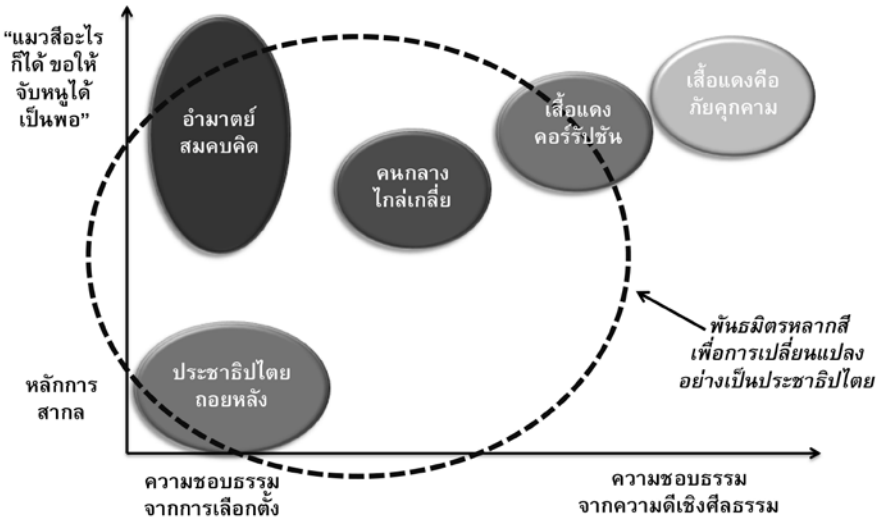 “แมวสีอะไร
ก็ได้ ขอให้
จับหนูได้
เป็นพอ”
อำมาตย์
สมคบคิด
คนกลาง
ไกล่เกลี่ย
เสื้อแดง
คอร์รัปชัน
เสื้อแดงคือ
ภัยคุกคาม
พันธมิตรหลากสี
เพื่อการเปลี่ยนแปลง
อย่างเป็นประชาธิปไตย
หลักการ
สากล
ประชาธิปไตย
ถอยหลัง
ความชอบธรรม
จากการเลือกตั้ง
ความชอบธรรม
จากความดีเชิงศีลธรรม